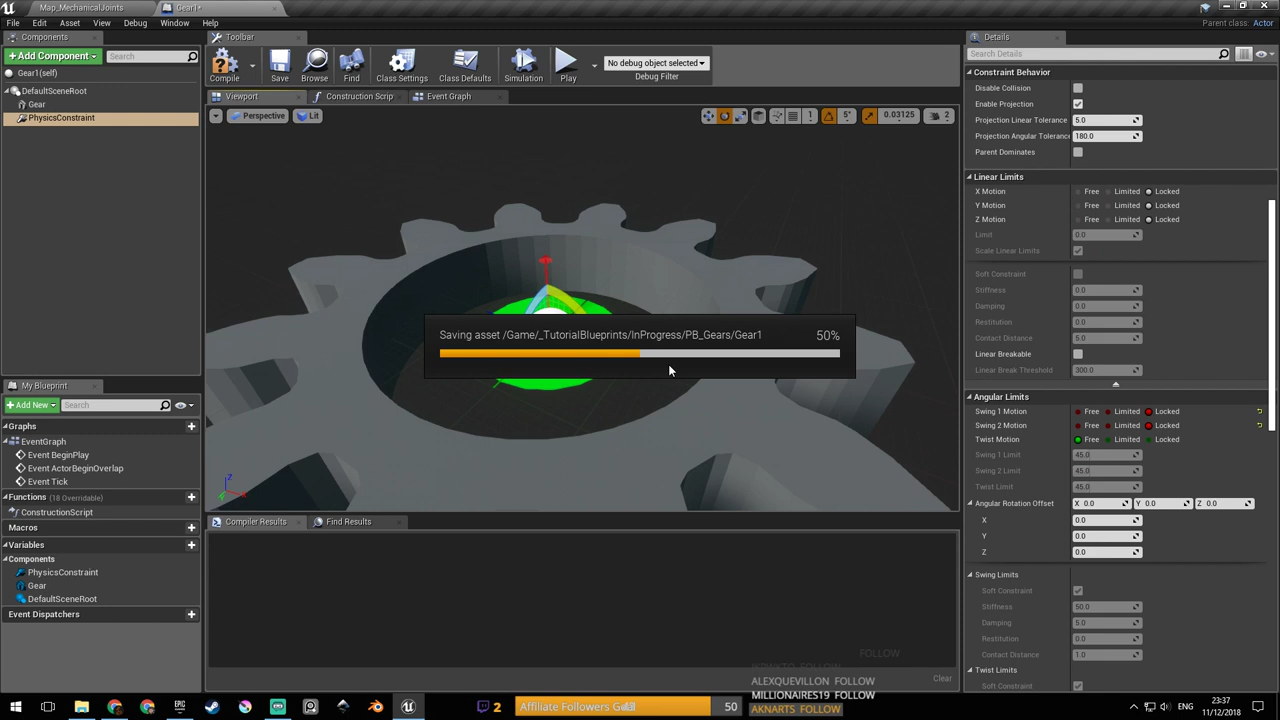 Map_MechanicalJoints
Gear1*
File Edit Asset View Debug Window Help
Parent class: Actor
Components
Add Component
Search
Gear1(self)
DefaultSceneRoot
Gear
PhysicsConstraint
Toolbar
Compile
Save
Browse
Find
Class Settings
Class Defaults
Simulation
Play
No debug object selected
Debug Filter
Viewport
Construction Scrip
Event Graph
Perspective
Lit
1
5°
0.03125
2
Saving asset /Game/_TutorialBlueprints/InProgress/PB_Gears/Gear1
50%
Z
My Blueprint
Add New
Search
Graphs
EventGraph
Event BeginPlay
Event ActorBeginOverlap
Event Tick
Functions (18 Overridable)
ConstructionScript
Macros
Variables
Components
PhysicsConstraint
Gear
DefaultSceneRoot
Event Dispatchers
Compiler Results
Find Results
Clear
Details
Search Details
Constraint Behavior
Disable Collision
Enable Projection
Projection Linear Tolerance 5.0
Projection Angular Tolerance 180.0
Parent Dominates
Linear Limits
X Motion Free Limited Locked
Y Motion Free Limited Locked
Z Motion Free Limited Locked
Limit 0.0
Scale Linear Limits
Soft Constraint
Stiffness 0.0
Damping 0.0
Restitution 0.0
Contact Distance 5.0
Linear Breakable
Linear Break Threshold 300.0
Angular Limits
Swing 1 Motion Free Limited Locked
Swing 2 Motion Free Limited Locked
Twist Motion Free Limited Locked
Swing 1 Limit 45.0
Swing 2 Limit 45.0
Twist Limit 45.0
Angular Rotation Offset X 0.0 Y 0.0 Z 0.0
X 0.0
Y 0.0
Z 0.0
Swing Limits
Soft Constraint
Stiffness 50.0
Damping 5.0
Restitution 0.0
Contact Distance 1.0
Twist Limits
Soft Constraint
FOLLOW
FOLLOW
ALEXQUEVILLON FOLLOW
MILLIONAIRES19 FOLLOW
AKNARTS FOLLOW
2
Affiliate Followers
50
23:37
11/12/2018